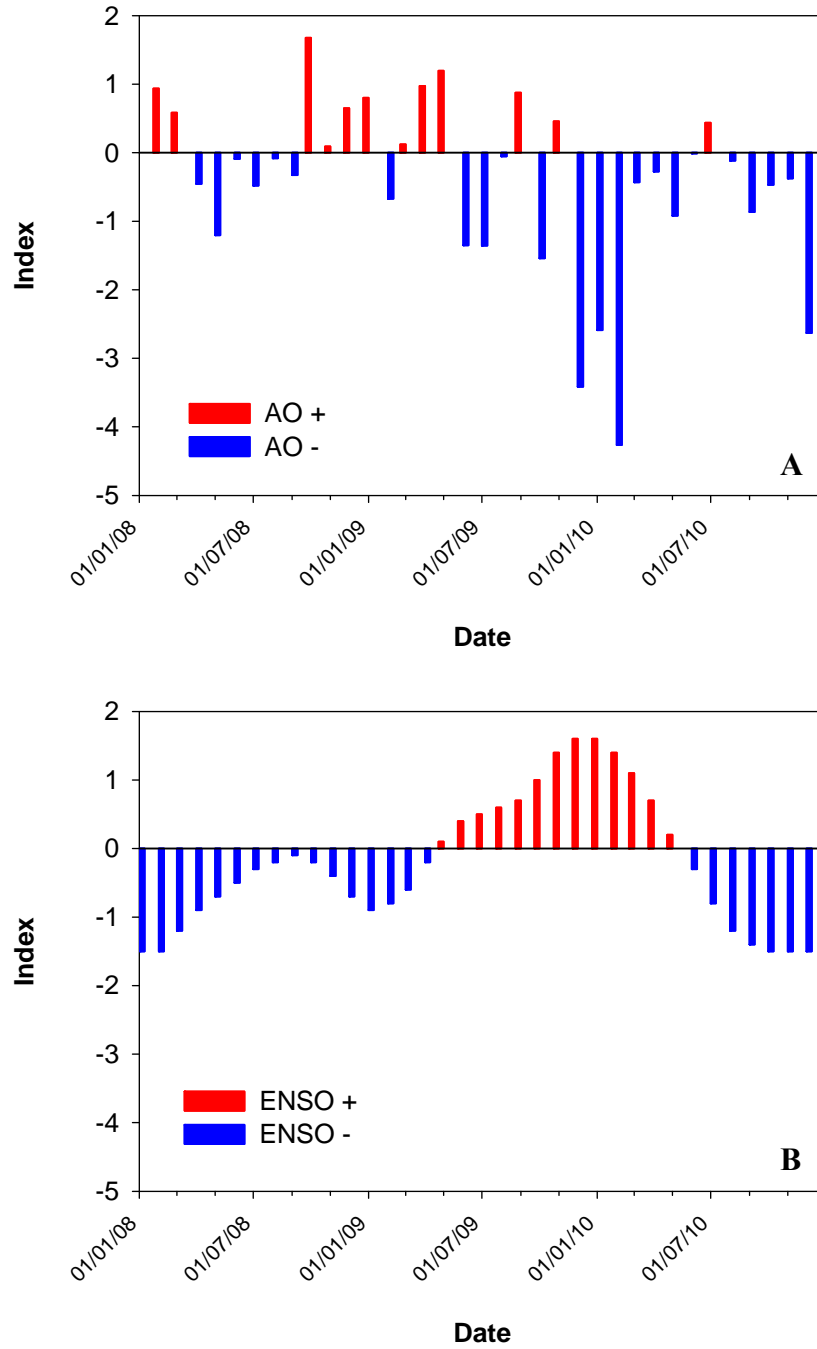 2
1
0
-1
-2
-3
-4
-5
Index
AO +
AO -
A
01/01/08
01/07/08
01/01/09
01/07/09
01/01/10
01/07/10
Date
2
1
0
-1
-2
-3
-4
-5
Index
ENSO +
ENSO -
B
01/01/08
01/07/08
01/01/09
01/07/09
01/01/10
01/07/10
Date